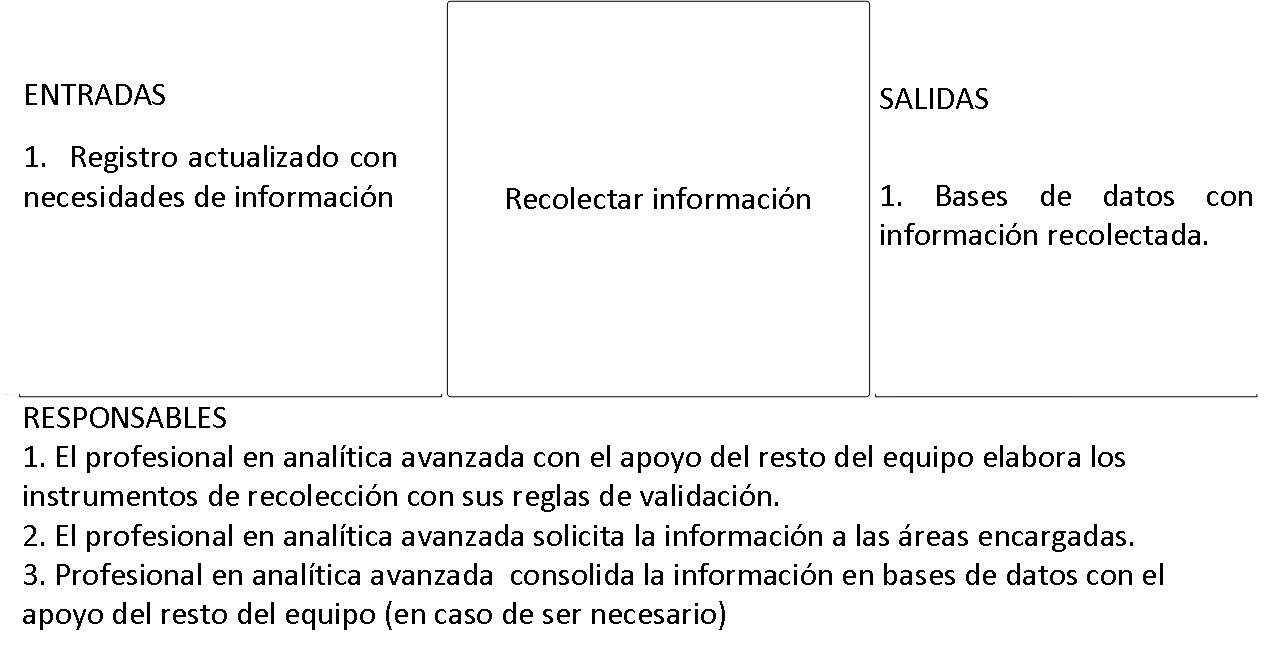 ENTRADAS
1. Registro actualizado con
necesidades de información
Recolectar información
SALIDAS
1. Bases de datos con
información recolectada.
RESPONSABLES
1. El profesional en analítica avanzada con el apoyo del resto del equipo elabora los
instrumentos de recolección con sus reglas de validación.
2. El profesional en analítica avanzada solicita la información a las áreas encargadas.
3. Profesional en analítica avanzada consolida la información en bases de datos con el
apoyo del resto del equipo (en caso de ser necesario)